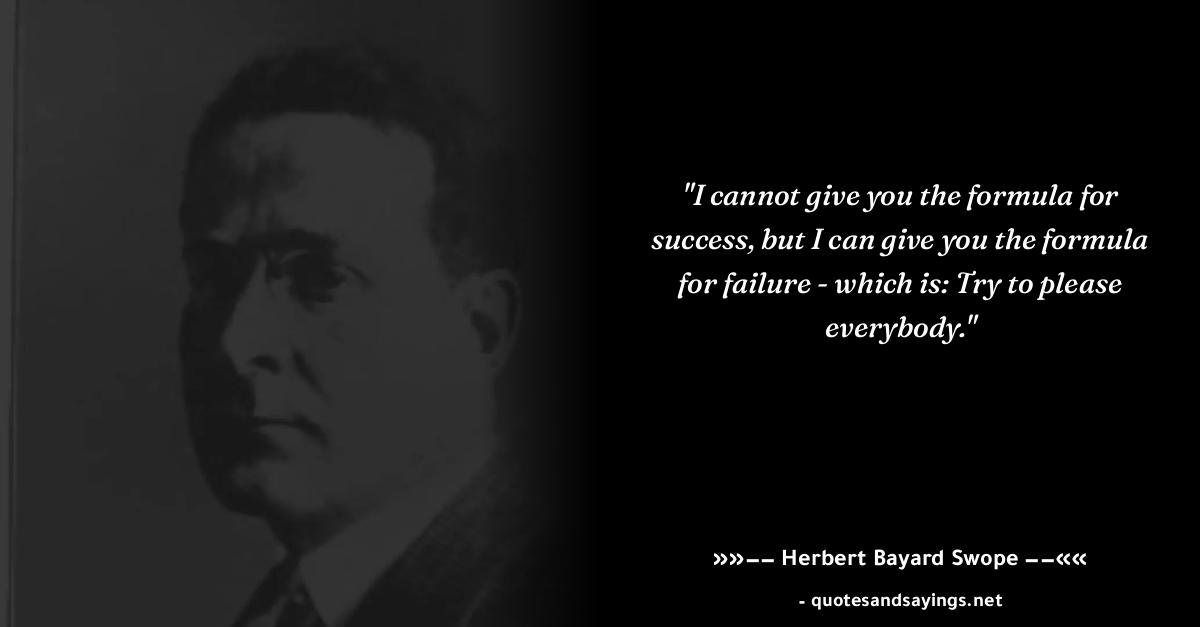 "I cannot give you the formula for
success, but I can give you the formula
for failure - which is: Try to please
everybody."
»»−− Herbert Bayard Swope −−««
- quotesandsayings.net